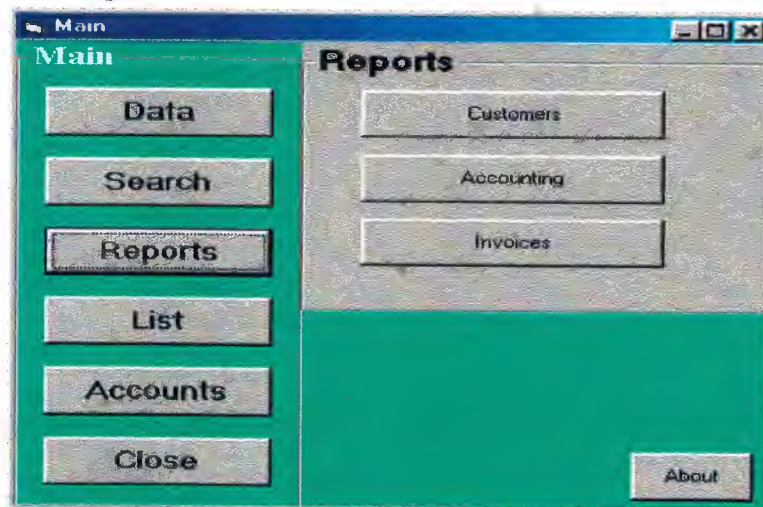 Main
Main
Data
Search
Reports
List
Accounts
Close
Reports
Customers
Accounting
Invoices
About